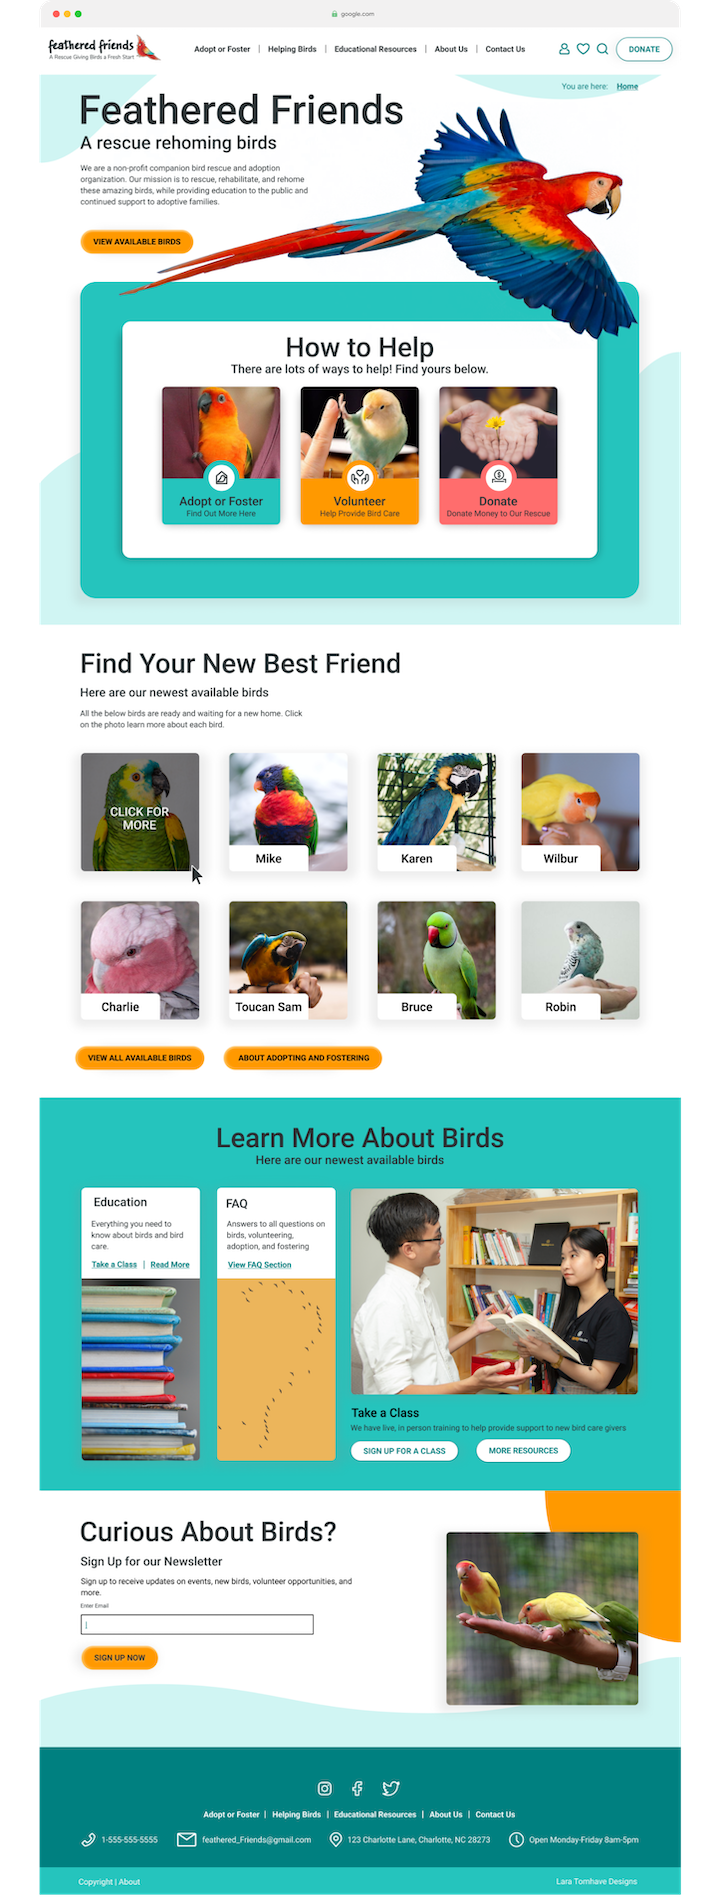 google.com
feathered friends
A Rescue Giving Birds a Fresh Start
Adopt or Foster | Helping Birds | Educational Resources | About Us | Contact Us
DONATE
You are here: Home
Feathered Friends
A rescue rehoming birds
We are a non-profit companion bird rescue and adoption
organization. Our mission is to rescue, rehabilitate, and rehome
these amazing birds, while providing education to the public and
continued support to adoptive families.
VIEW AVAILABLE BIRDS
How to Help
There are lots of ways to help! Find yours below.
Adopt or Foster
Find Out More Here
Volunteer
Help Provide Bird Care
Donate
Donate Money to Our Rescue
Find Your New Best Friend
Here are our newest available birds
All the below birds are ready and waiting for a new home. Click
on the photo learn more about each bird.
CLICK FOR
MORE
Mike
Karen
Wilbur
Charlie
Toucan Sam
Bruce
Robin
VIEW ALL AVAILABLE BIRDS
ABOUT ADOPTING AND FOSTERING
Learn More About Birds
Here are our newest available birds
Education
Everything you need to
know about birds and bird
care.
Take a Class | Read More
FAQ
Answers to all questions on
birds, volunteering,
adoption, and fostering
View FAQ Section
Take a Class
We have live, in person training to help provide support to new bird care givers
SIGN UP FOR A CLASS
MORE RESOURCES
Curious About Birds?
Sign Up for our Newsletter
Sign up to receive updates on events, new birds, volunteer opportunities, and
more.
Enter Email
SIGN UP NOW
Adopt or Foster | Helping Birds | Educational Resources | About Us | Contact Us
1-555-555-5555
feathered_Friends@gmail.com
123 Charlotte Lane, Charlotte, NC 28273
Open Monday-Friday 8am-5pm
Copyright | About
Lara Tomhave Designs